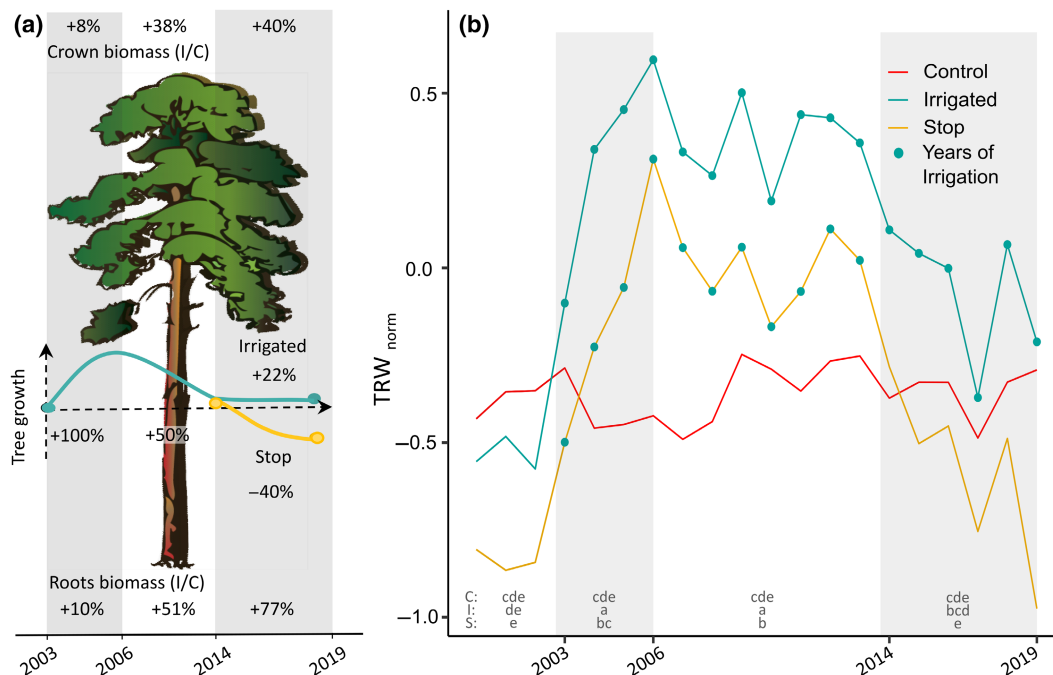 (a)
+8% +38% +40%
Crown biomass (I/C)
Irrigated
+22%
Tree growth
+100% +50%
Stop
−40%
Roots biomass (I/C)
+10% +51% +77%
2003 2006 2014 2019
(b)
Control
Irrigated
Stop
Years of
Irrigation
TRW norm
0.5
0.0
−0.5
−1.0
C: cde cde cde cde
I: de a a bcd
S: e bc b e
2003 2006 2014 2019